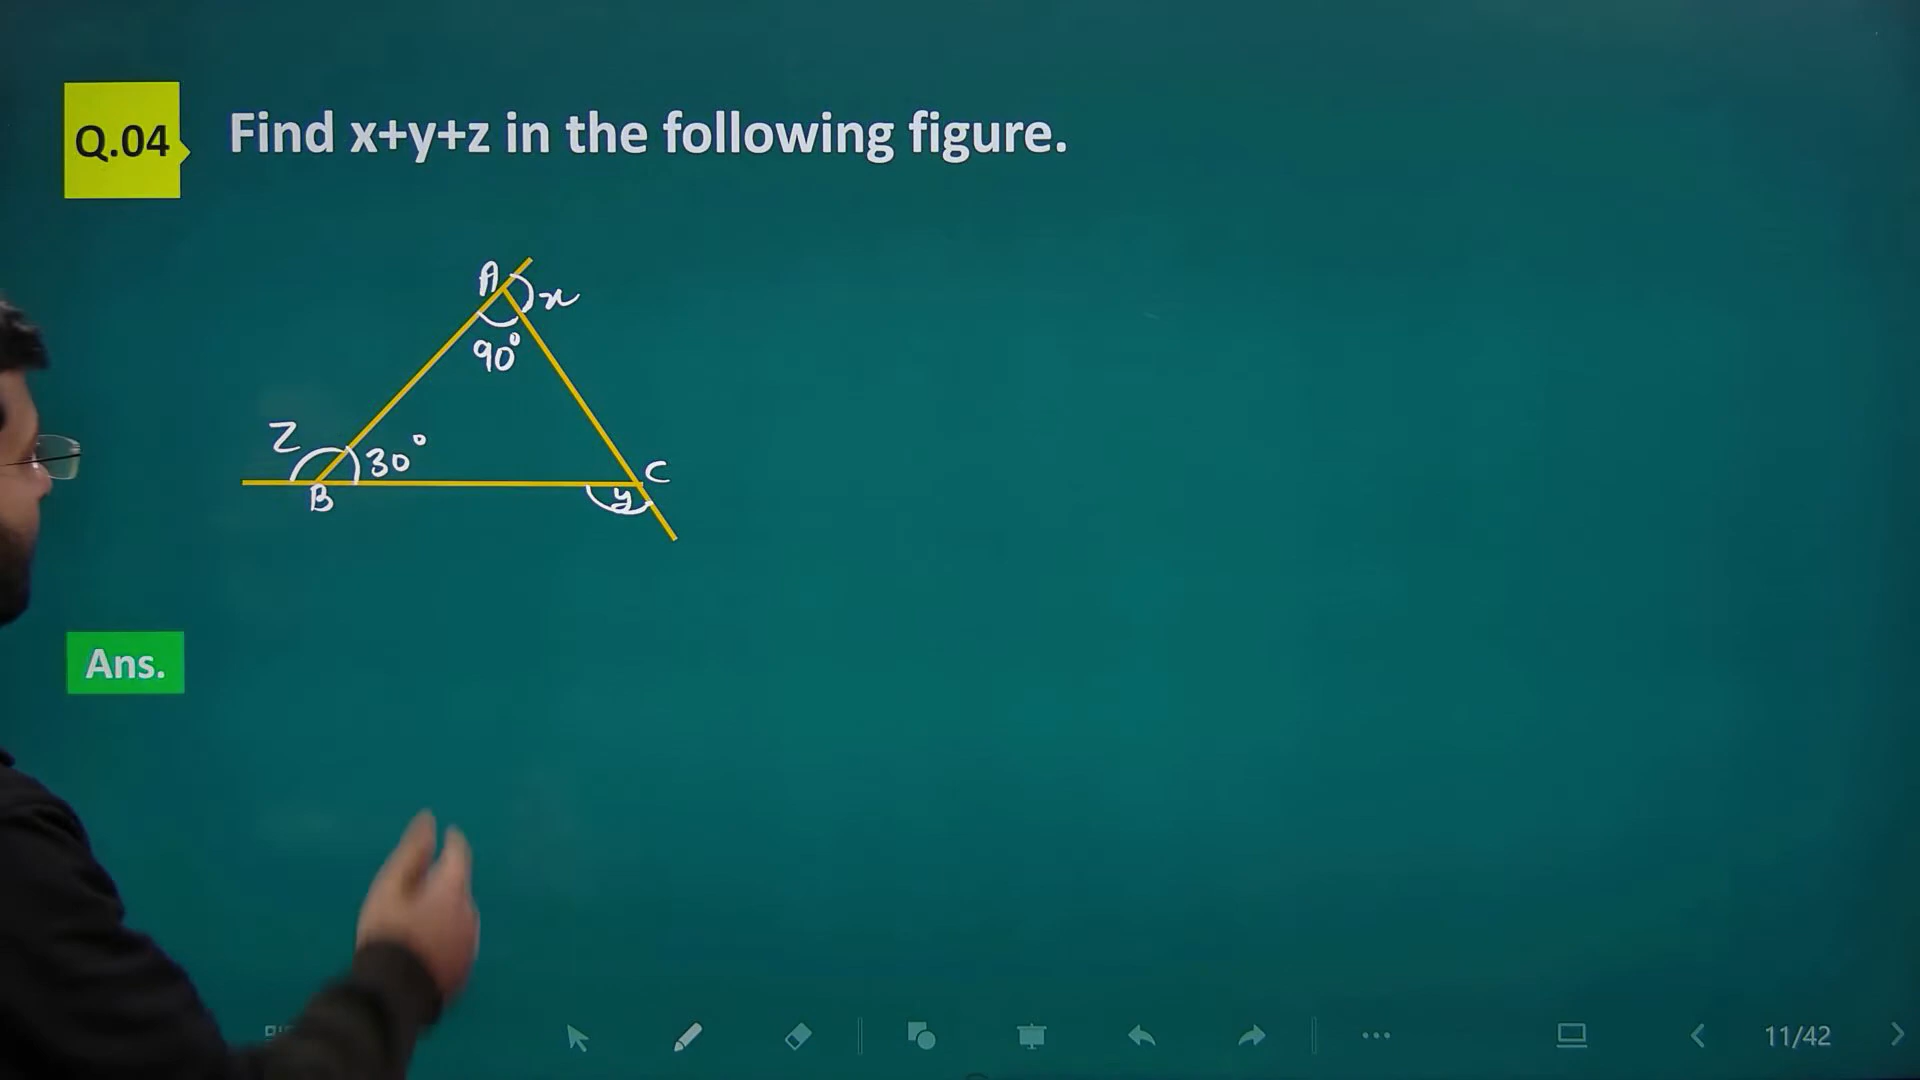 Q.04
Find x+y+z in the following figure.
A
x
90°
Z
30°
B
C
y
Ans.
11/42